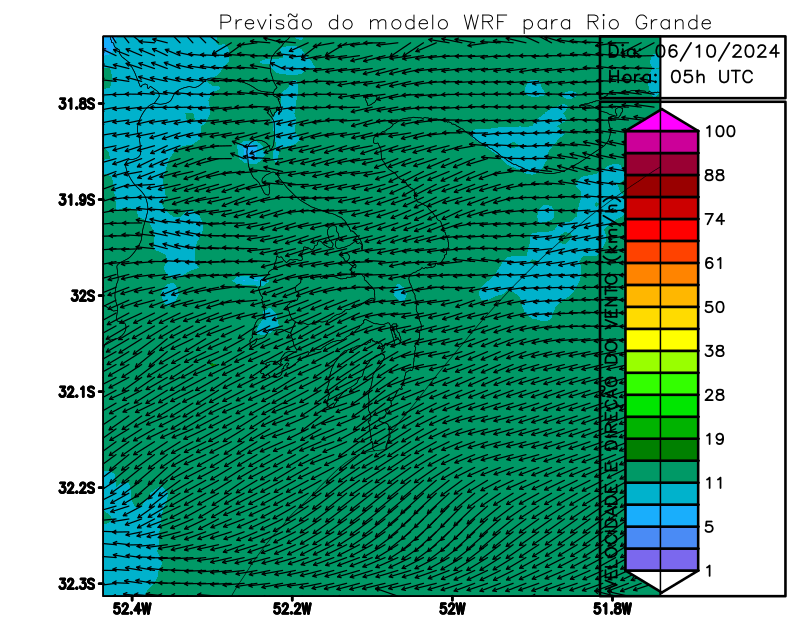 Previsão do modelo WRF para Rio Grande
Dia: 06/10/2024
Hora: 05h UTC
31.8S
31.9S
32S
32.1S
32.2S
32.3S
52.4W
52.2W
52W
51.8W
VELOCIDADE E DIREÇÃO DO VENTO (km/h)
100
88
74
61
50
38
28
19
11
5
1